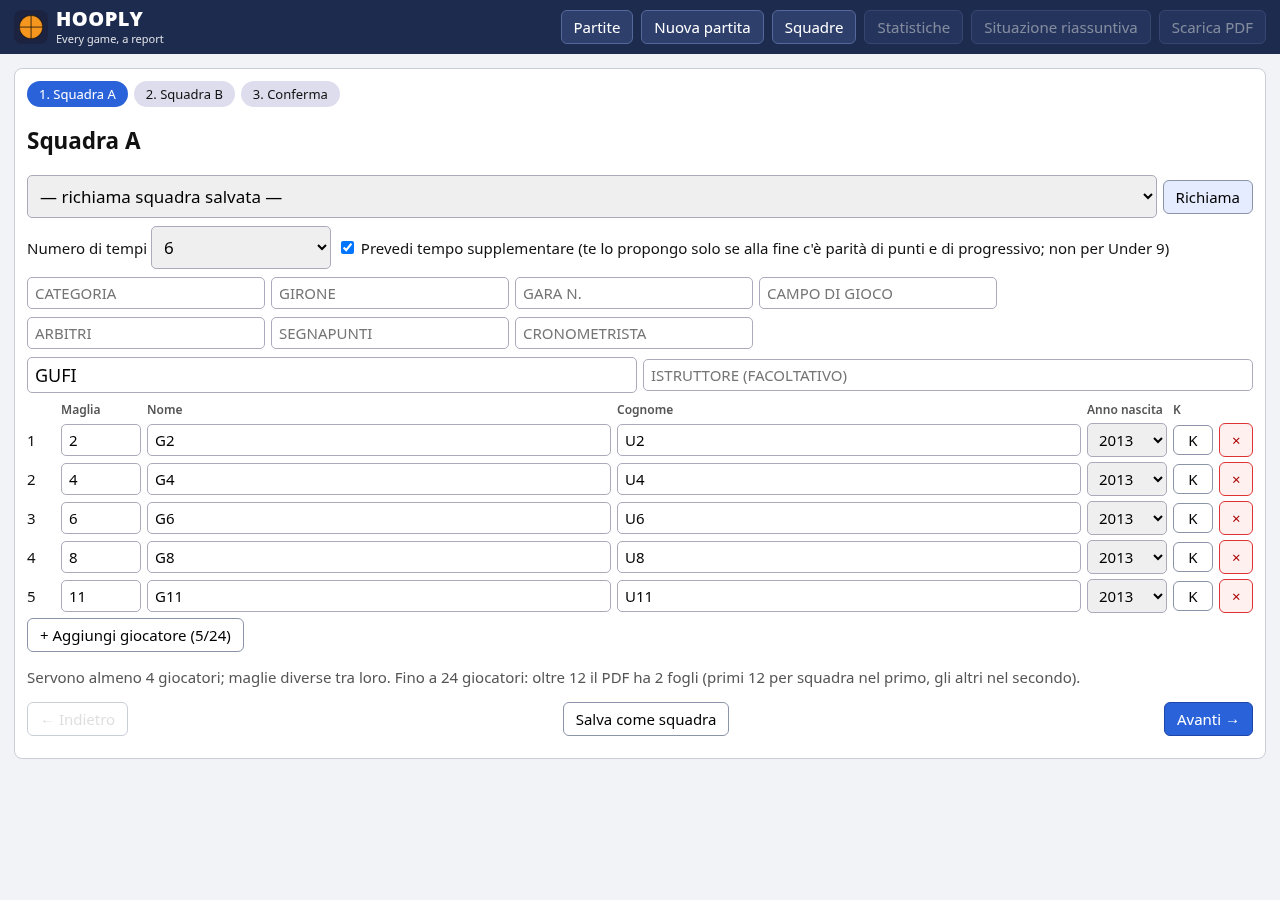 HOOPLY
Every game, a report
Partite Nuova partita Squadre Statistiche Situazione riassuntiva Scarica PDF
1. Squadra A 2. Squadra B 3. Conferma
Squadra A
— richiama squadra salvata — Richiama
Numero di tempi 6 Prevedi tempo supplementare (te lo propongo solo se alla fine c'è parità di punti e di progressivo; non per Under 9)
CATEGORIA GIRONE GARA N. CAMPO DI GIOCO
ARBITRI SEGNAPUNTI CRONOMETRISTA
GUFI ISTRUTTORE (FACOLTATIVO)
Maglia Nome Cognome Anno nascita K
1 2 G2 U2 2013 K ×
2 4 G4 U4 2013 K ×
3 6 G6 U6 2013 K ×
4 8 G8 U8 2013 K ×
5 11 G11 U11 2013 K ×
+ Aggiungi giocatore (5/24)
Servono almeno 4 giocatori; maglie diverse tra loro. Fino a 24 giocatori: oltre 12 il PDF ha 2 fogli (primi 12 per squadra nel primo, gli altri nel secondo).
← Indietro Salva come squadra Avanti →